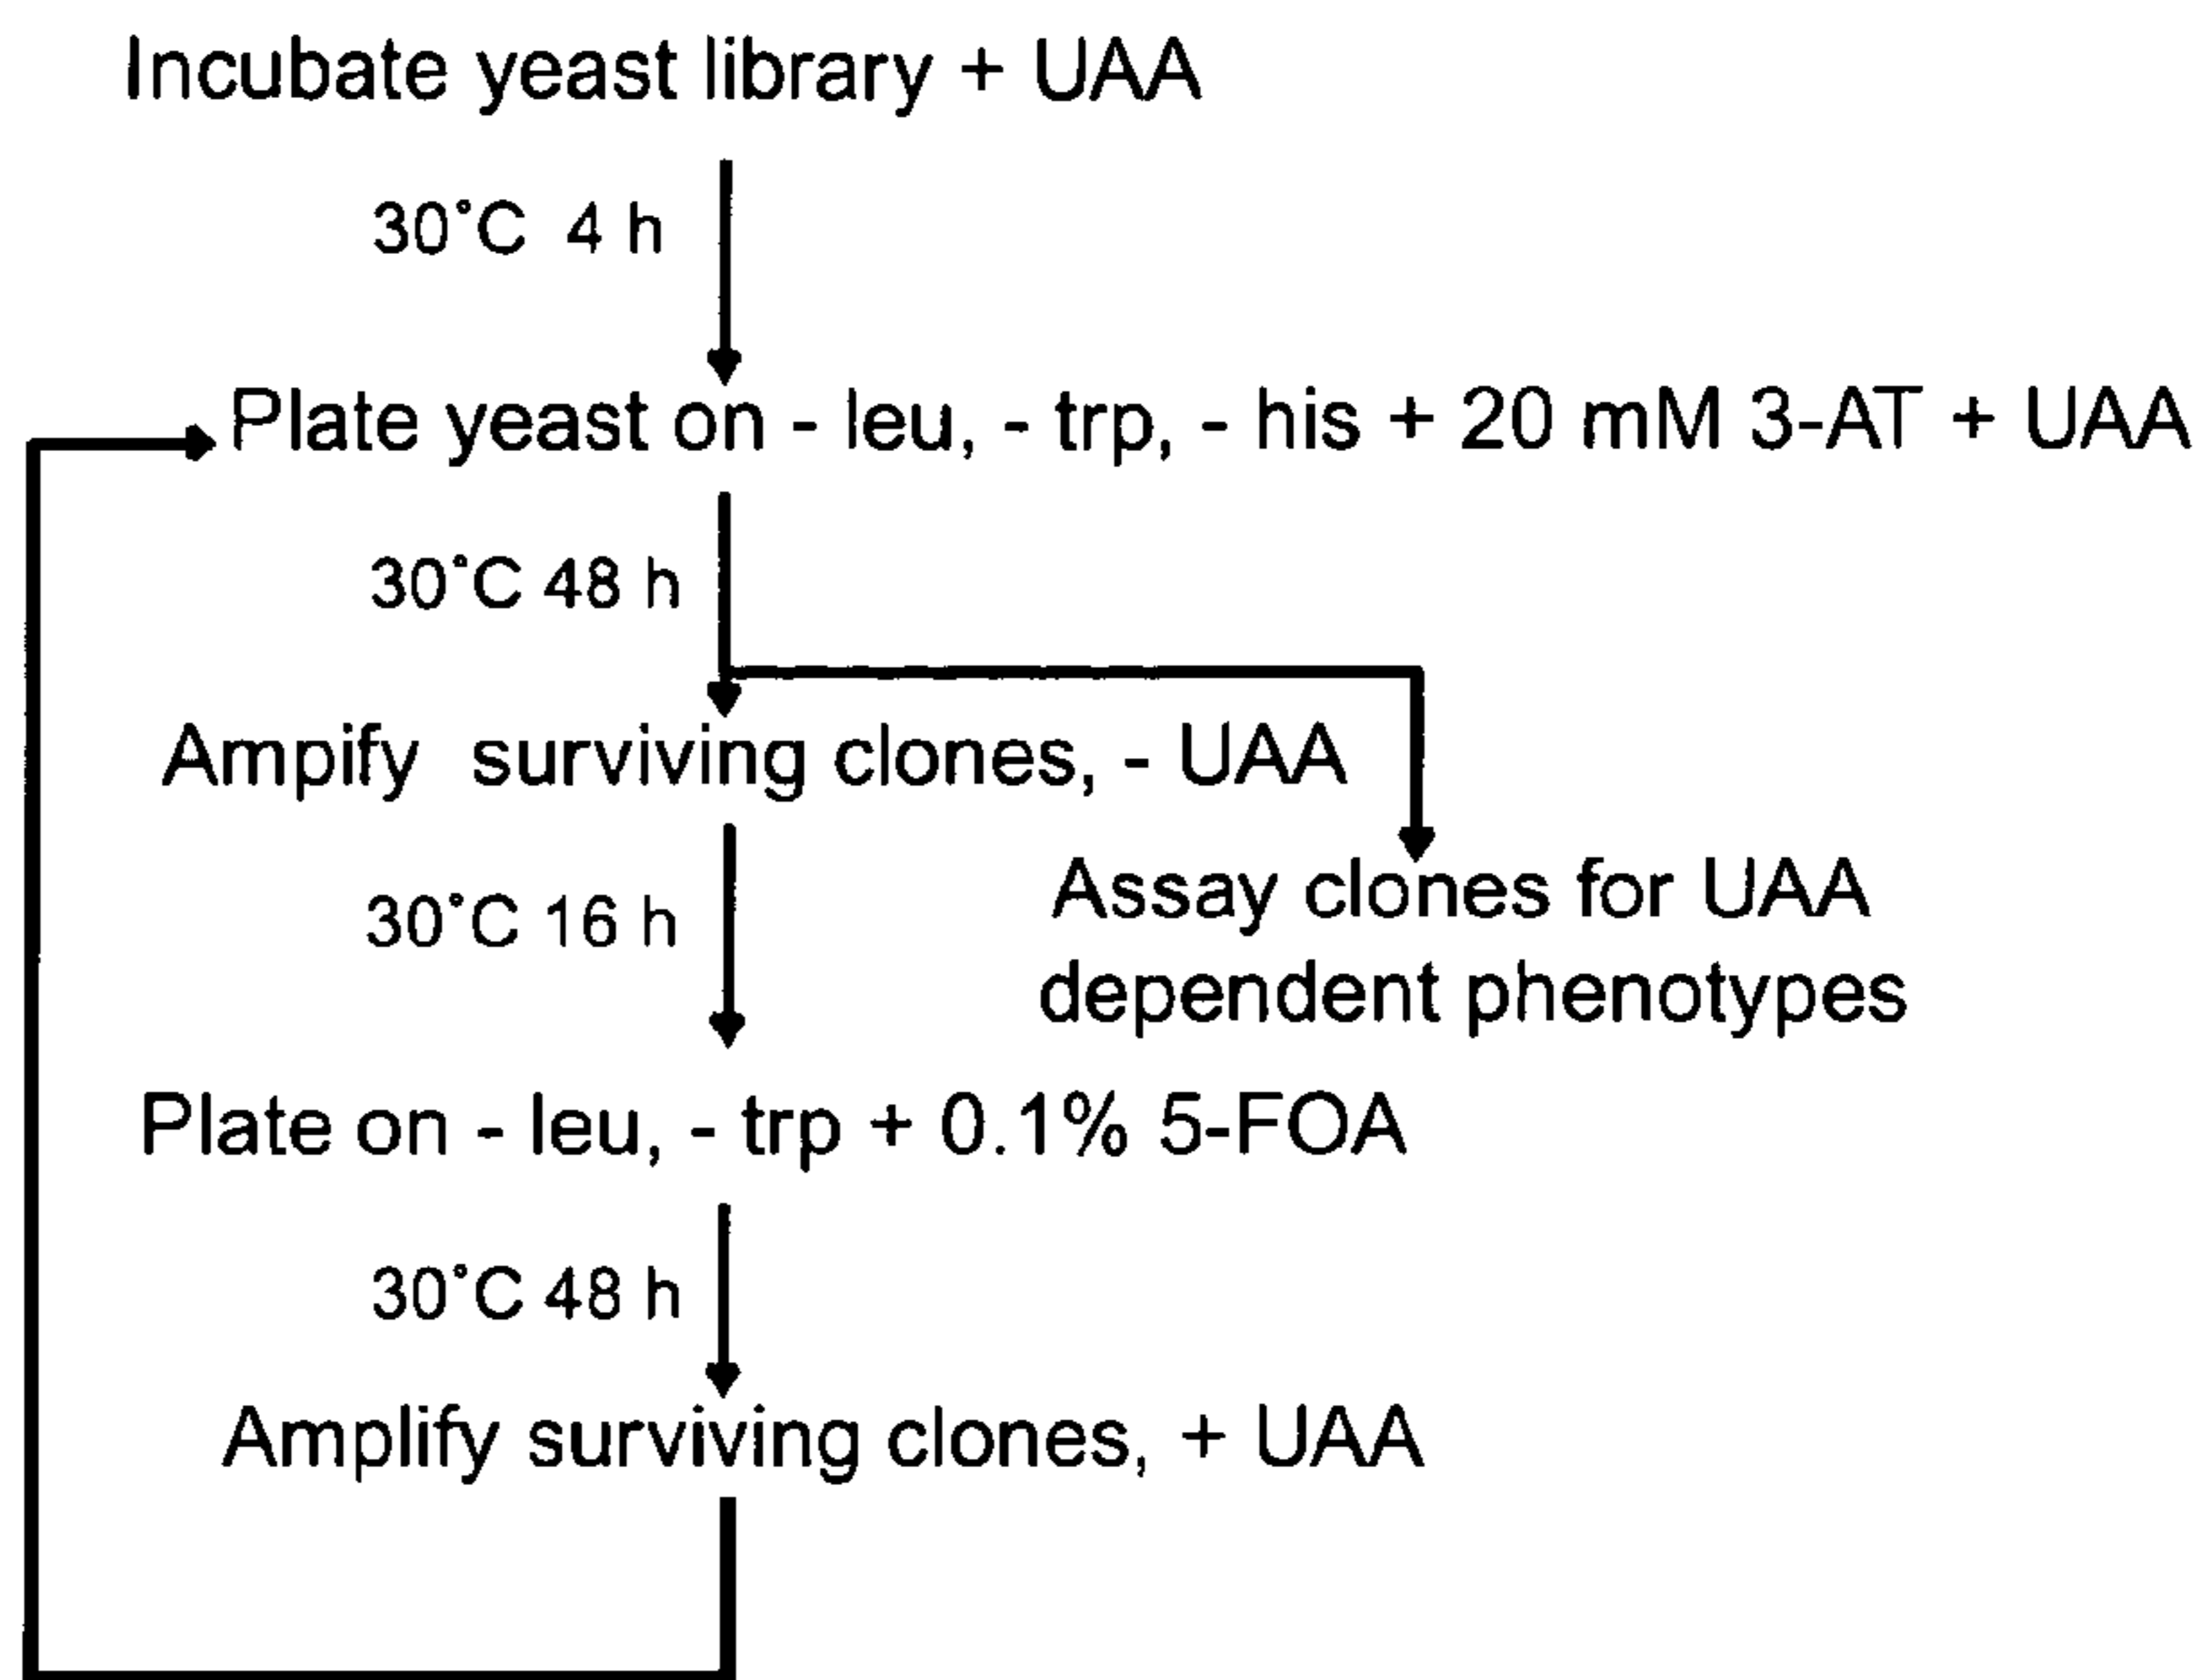 Incubate yeast library + UAA
30°C 4 h
Plate yeast on - leu, - trp, - his + 20 mM 3-AT + UAA
30°C 48 h
Ampify surviving clones, - UAA
30°C 16 h
Assay clones for UAA
dependent phenotypes
Plate on - leu, - trp + 0.1% 5-FOA
30°C 48 h
Amplify surviving clones, + UAA